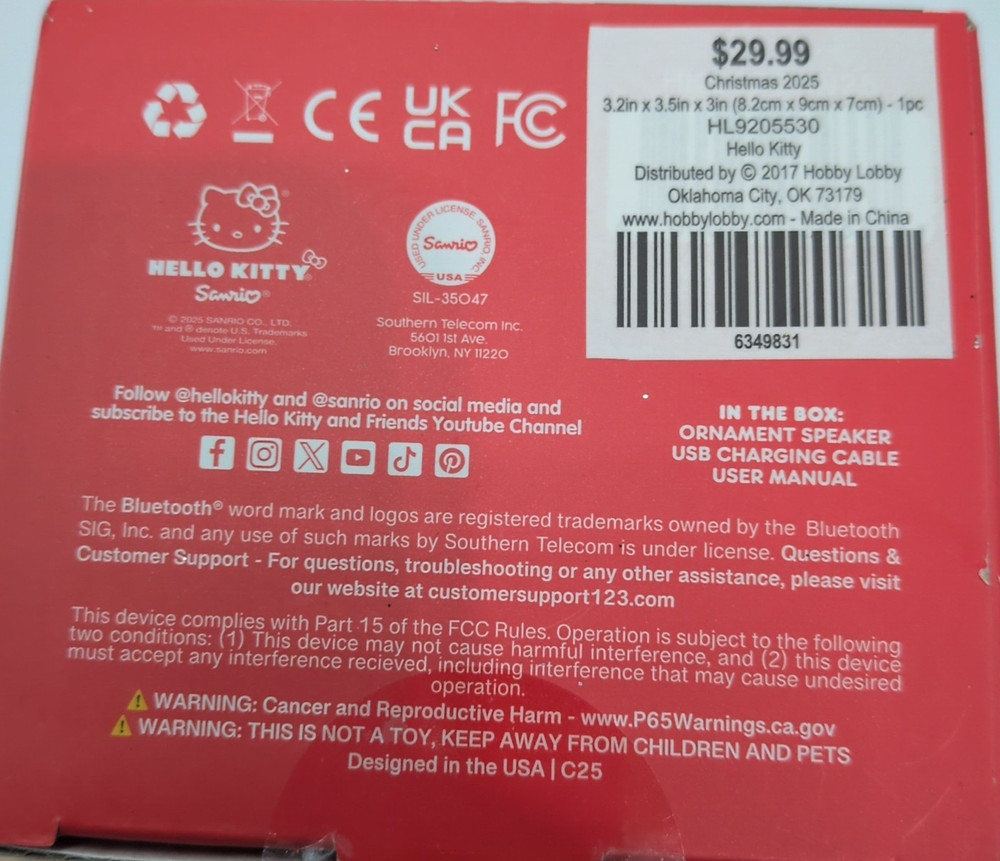 CE
UK
CA
FC
$29.99
Christmas 2025
3.2in x 3.5in x 3in (8.2cm x 9cm x 7cm) - 1pc
HL9205530
Hello Kitty
Distributed by © 2017 Hobby Lobby
Oklahoma City, OK 73179
www.hobbylobby.com - Made in China
6349831
HELLO KITTY
Sanrio®
© 2025 SANRIO CO., LTD.
™ and ® denote U.S. Trademarks
Used Under License.
www.sanrio.com
USED UNDER LICENSE. SANRIO, INC.
Sanrio
USA
SIL-35047
Southern Telecom Inc.
5601 1st Ave.
Brooklyn, NY 11220
Follow @hellokitty and @sanrio on social media and
subscribe to the Hello Kitty and Friends Youtube Channel
IN THE BOX:
ORNAMENT SPEAKER
USB CHARGING CABLE
USER MANUAL
The Bluetooth® word mark and logos are registered trademarks owned by the Bluetooth
SIG, Inc. and any use of such marks by Southern Telecom is under license. Questions &
Customer Support - For questions, troubleshooting or any other assistance, please visit
our website at customersupport123.com
This device complies with Part 15 of the FCC Rules. Operation is subject to the following
two conditions: (1) This device may not cause harmful interference, and (2) this device
must accept any interference recieved, including interference that may cause undesired
operation.
WARNING: Cancer and Reproductive Harm - www.P65Warnings.ca.gov
WARNING: THIS IS NOT A TOY, KEEP AWAY FROM CHILDREN AND PETS
Designed in the USA | C25